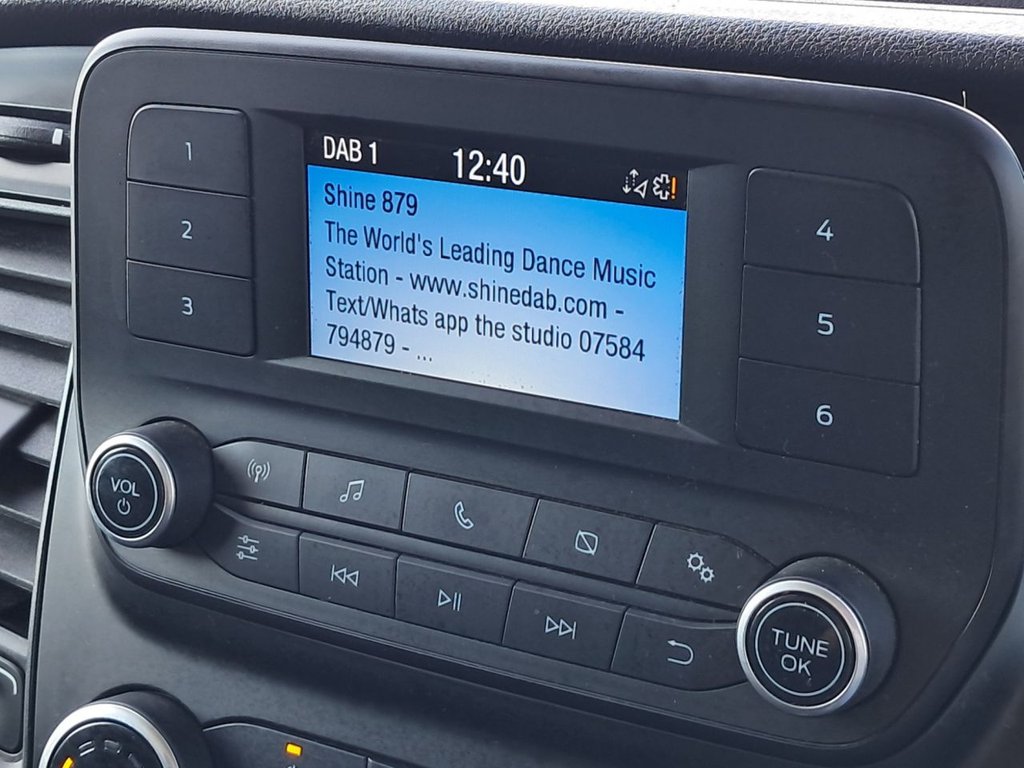 DAB 1 12:40
Shine 879
The World's Leading Dance Music
Station - www.shinedab.com -
Text/Whats app the studio 07584
794879 - ...
1
2
3
4
5
6
VOL
TUNE
OK